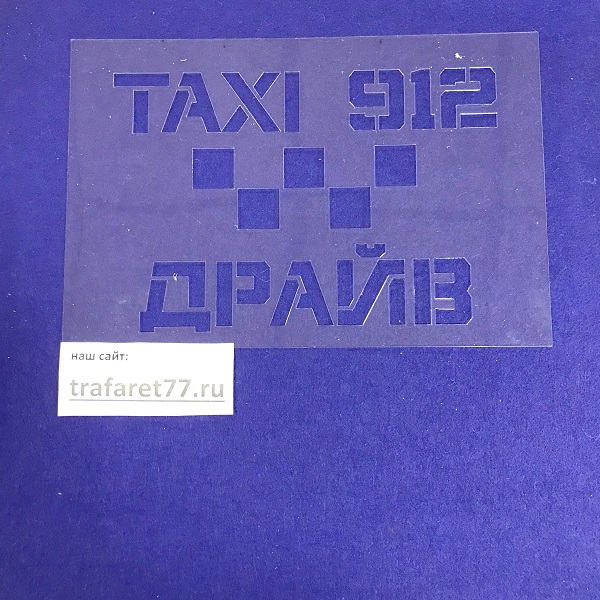 TAXI 912
ДРАЙВ
наш сайт:
trafaret77.ru